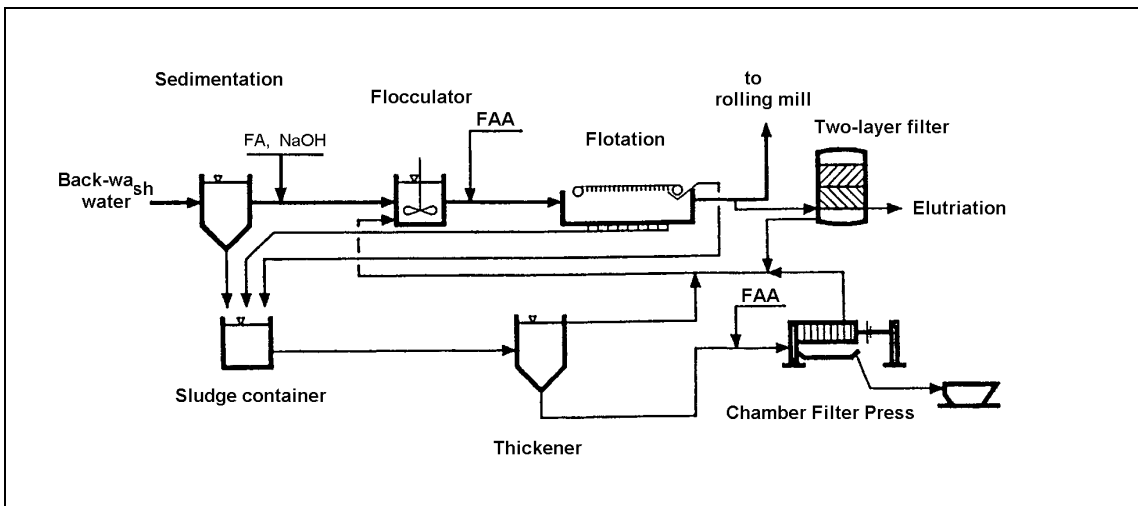 Sedimentation
Flocculator
to
rolling mill
FAA
Two-layer filter
FA, NaOH
Flotation
Back-wash
water
Elutriation
FAA
Sludge container
Chamber Filter Press
Thickener